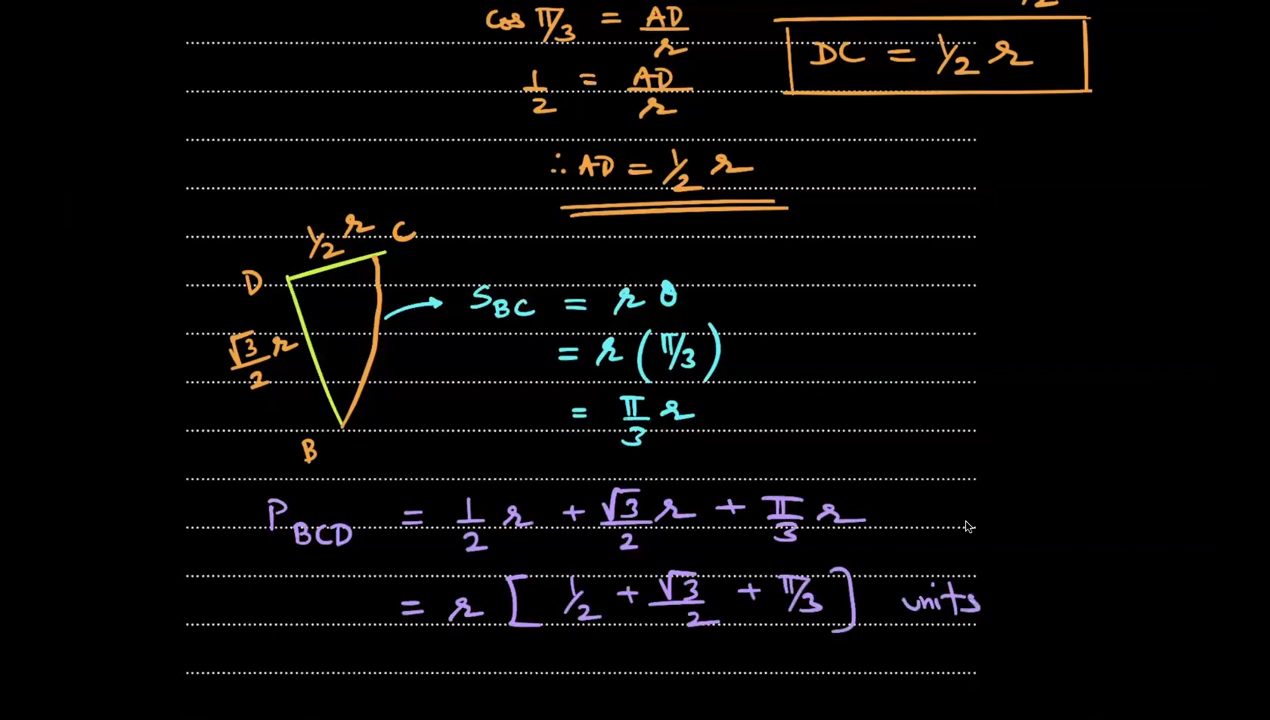 cos π/3 = AD/r
DC = 1/2 r
1/2 = AD/r
∴ AD = 1/2 r
1/2 r C
D
S_BC = r θ
√3/2 r
= r (π/3)
= π/3 r
B
P_BCD = 1/2 r + √3/2 r + π/3 r
= r [ 1/2 + √3/2 + π/3 ] units